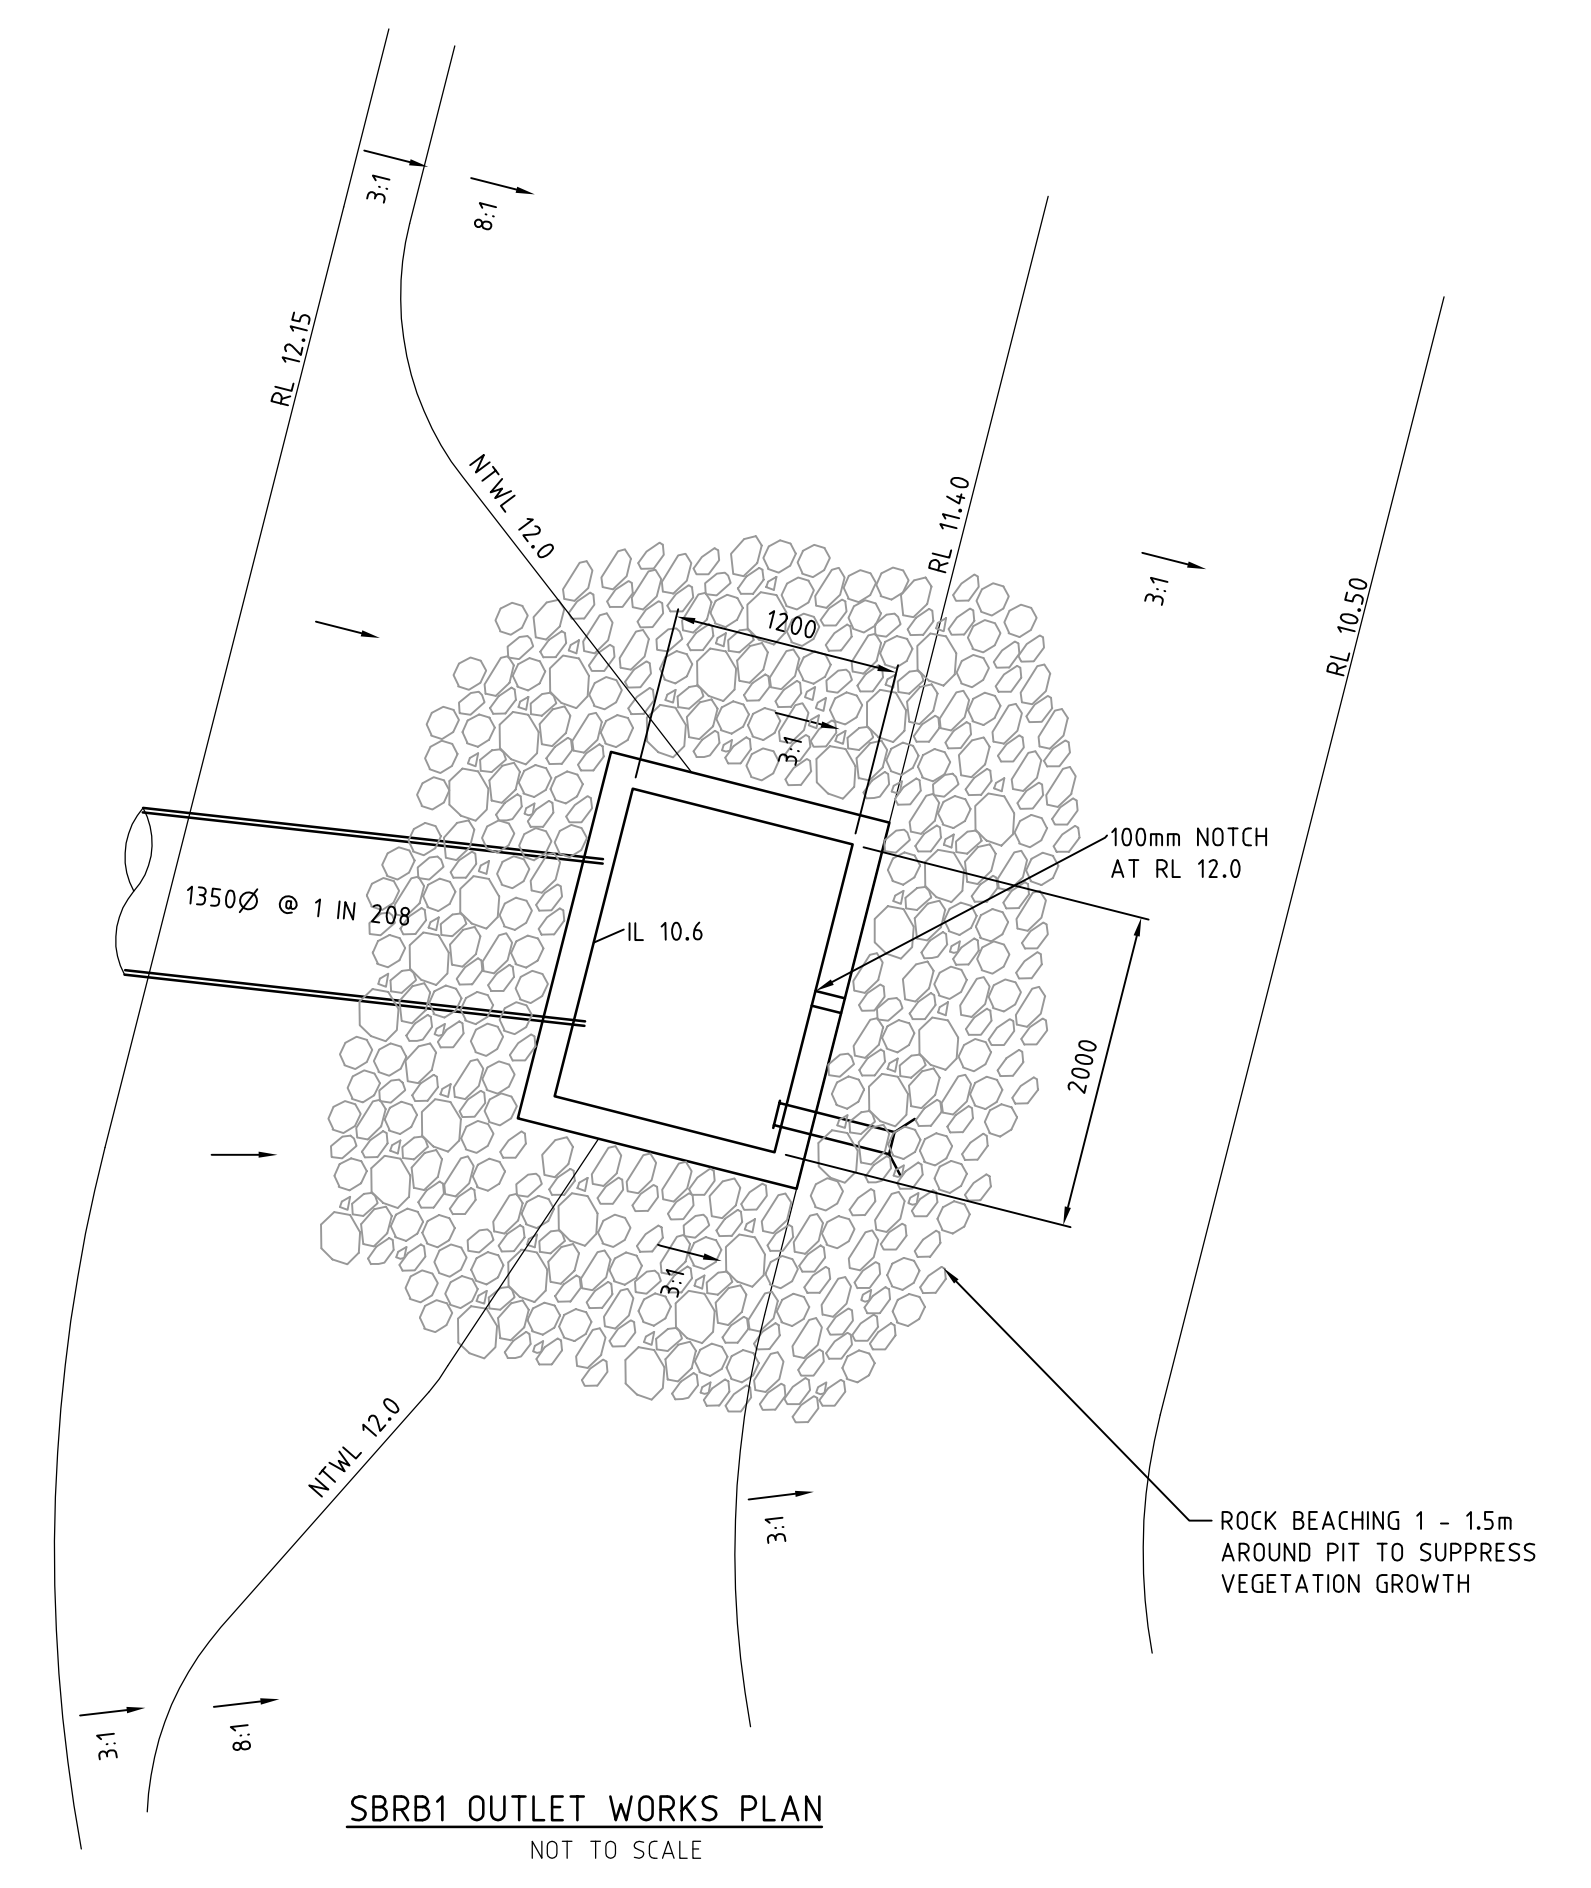 3:1
8:1
RL 12.15
NTWL 12.0
RL 11.40
3:1
RL 10.50
1200
3:1
100mm NOTCH
AT RL 12.0
1350Ø @ 1 IN 208
IL 10.6
2000
3:1
NTWL 12.0
3:1
ROCK BEACHING 1 - 1.5m
AROUND PIT TO SUPPRESS
VEGETATION GROWTH
3:1
8:1
SBRB1 OUTLET WORKS PLAN
NOT TO SCALE